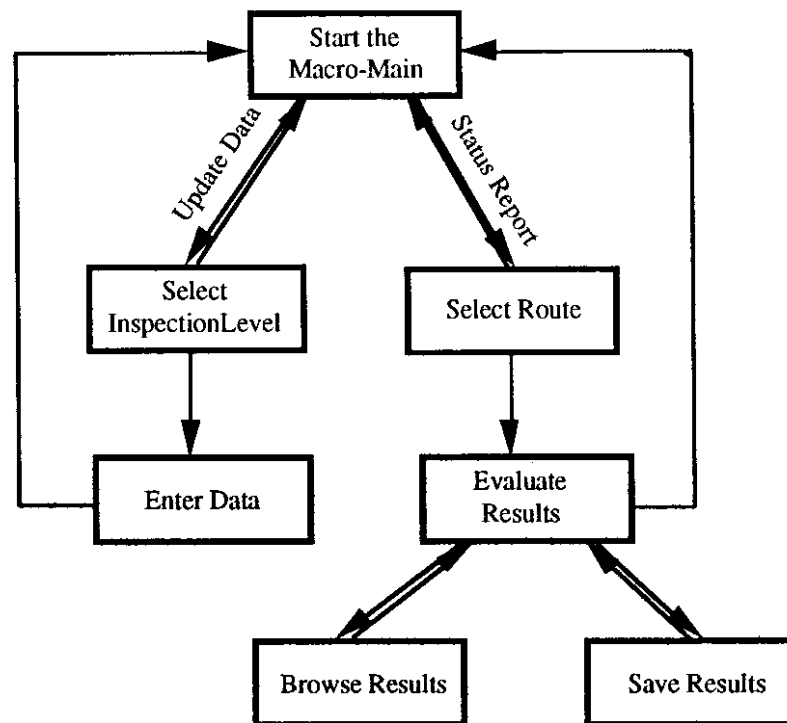 Start the
Macro-Main
Update Data
Status Report
Select
InspectionLevel
Select Route
Enter Data
Evaluate
Results
Browse Results
Save Results